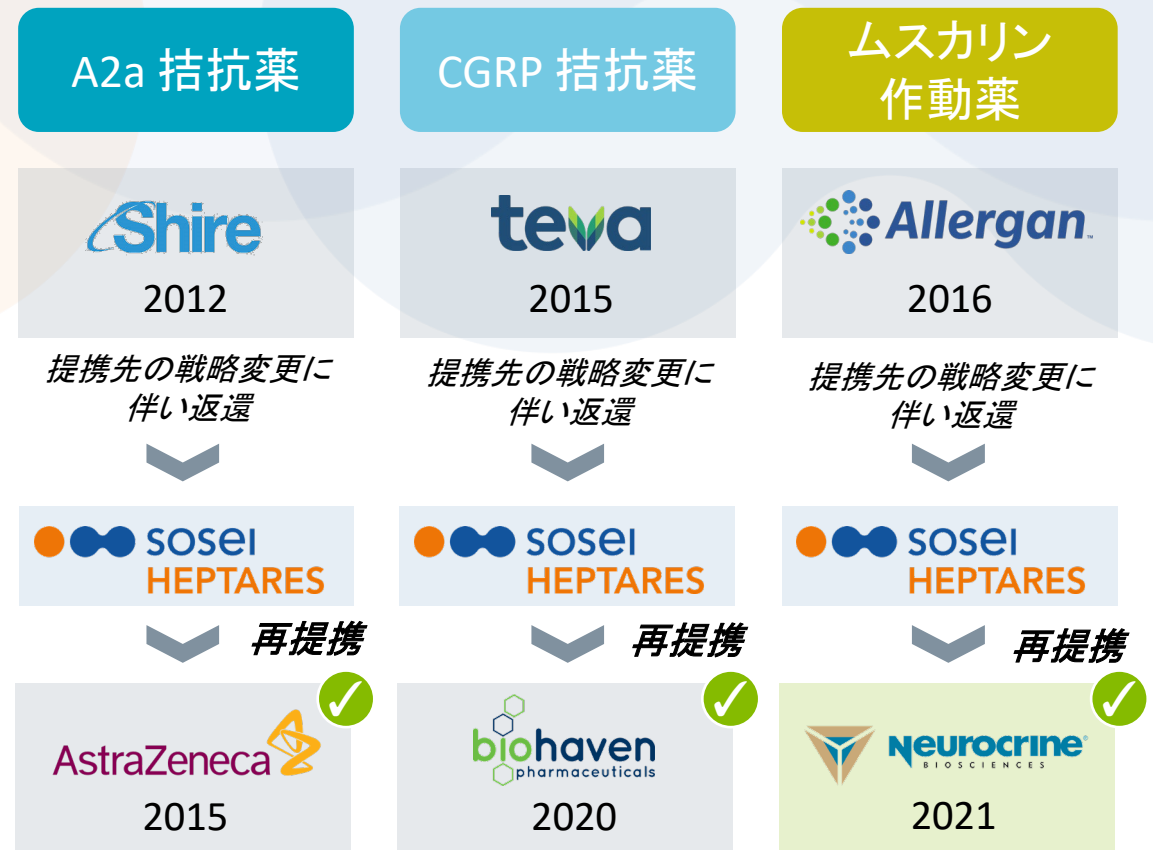 A2a 拮抗薬
CGRP 拮抗薬
ムスカリン
作動薬
Shire
2012
teva
2015
Allergan™
2016
提携先の戦略変更に
伴い返還
提携先の戦略変更に
伴い返還
提携先の戦略変更に
伴い返還
sosei
HEPTARES
sosei
HEPTARES
sosei
HEPTARES
再提携
再提携
再提携
AstraZeneca
2015
biohaven
pharmaceuticals
2020
Neurocrine®
BIOSCIENCES
2021